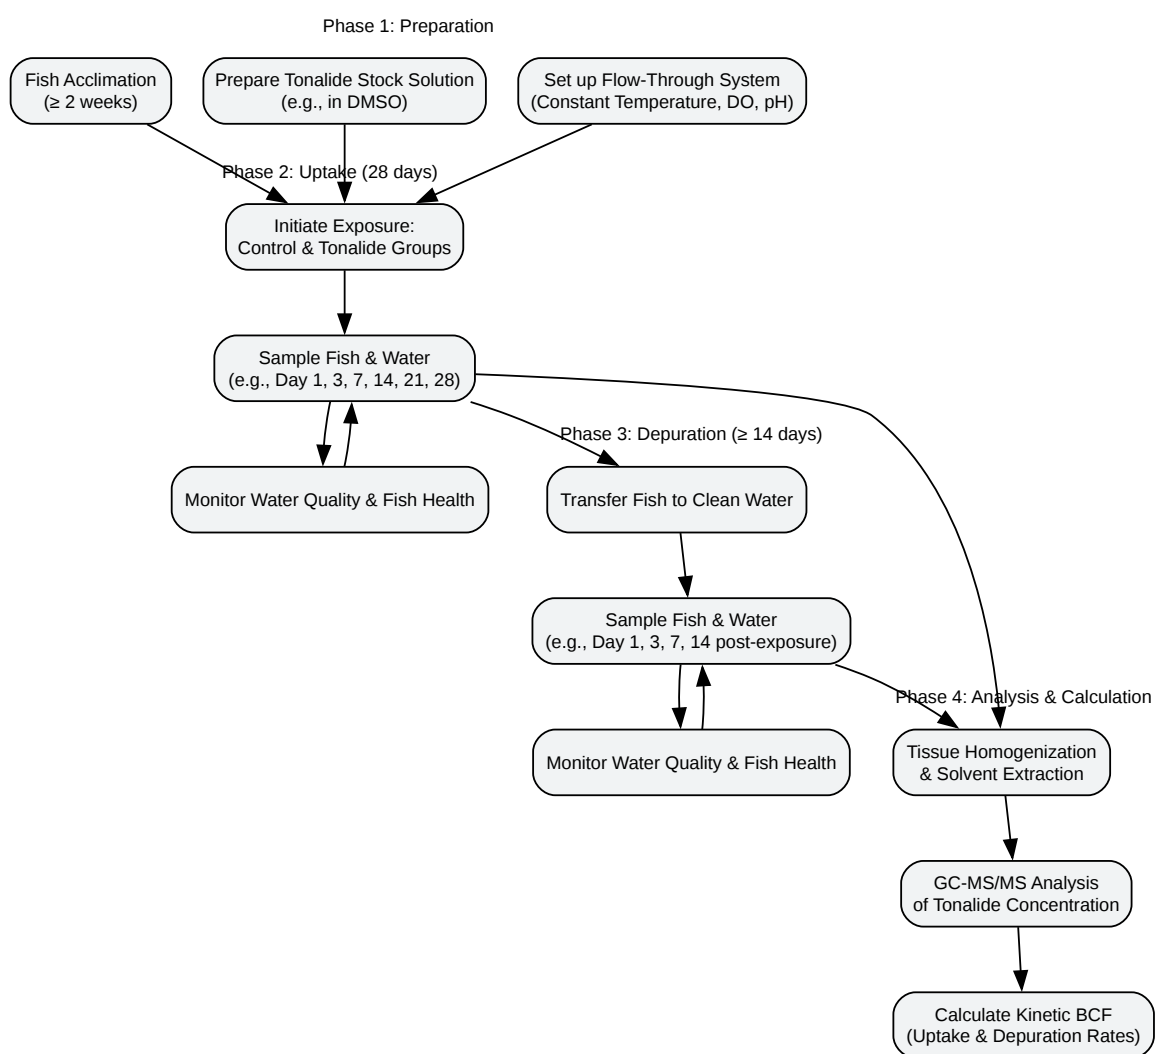 Phase 1: Preparation
Fish Acclimation
(≥ 2 weeks)
Prepare Tonalide Stock Solution
(e.g., in DMSO)
Set up Flow-Through System
(Constant Temperature, DO, pH)
Phase 2: Uptake (28 days)
Initiate Exposure:
Control & Tonalide Groups
Sample Fish & Water
(e.g., Day 1, 3, 7, 14, 21, 28)
Phase 3: Depuration (≥ 14 days)
Monitor Water Quality & Fish Health
Transfer Fish to Clean Water
Sample Fish & Water
(e.g., Day 1, 3, 7, 14 post-exposure)
Phase 4: Analysis & Calculation
Monitor Water Quality & Fish Health
Tissue Homogenization
& Solvent Extraction
GC-MS/MS Analysis
of Tonalide Concentration
Calculate Kinetic BCF
(Uptake & Depuration Rates)